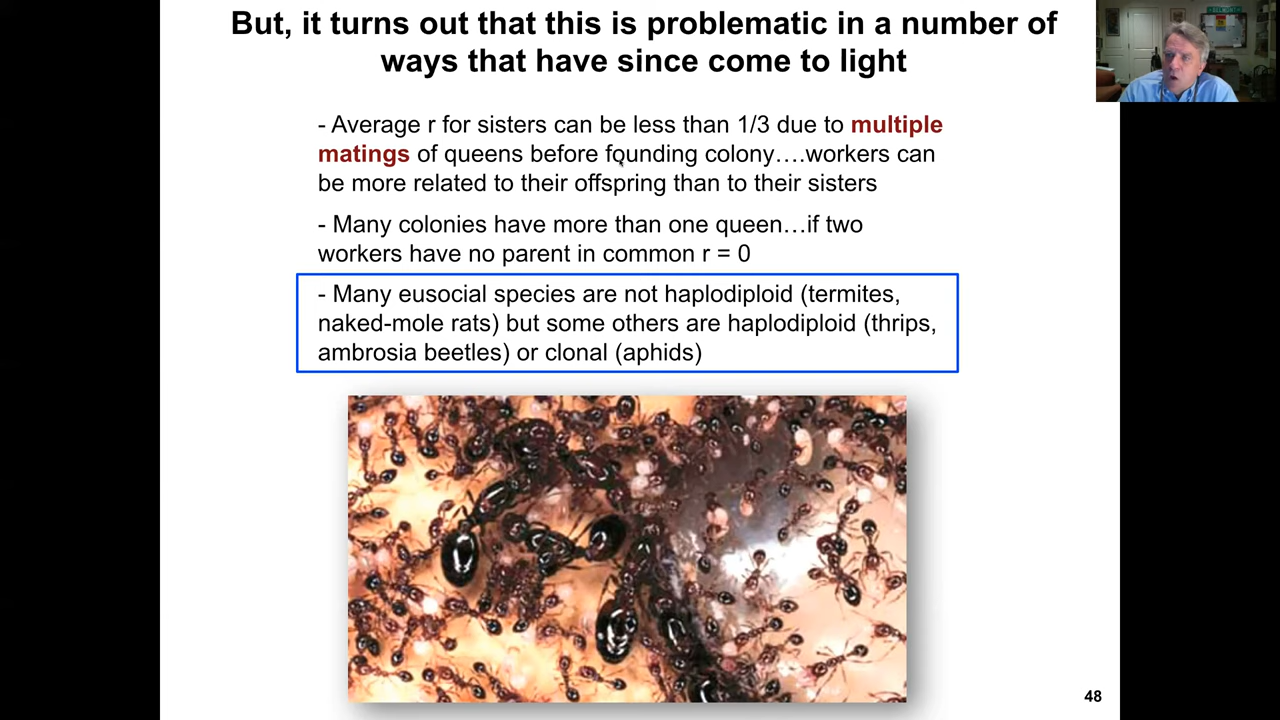 But, it turns out that this is problematic in a number of
ways that have since come to light
- Average r for sisters can be less than 1/3 due to multiple
matings of queens before founding colony….workers can
be more related to their offspring than to their sisters
- Many colonies have more than one queen…if two
workers have no parent in common r = 0
- Many eusocial species are not haplodiploid (termites,
naked-mole rats) but some others are haplodiploid (thrips,
ambrosia beetles) or clonal (aphids)
48